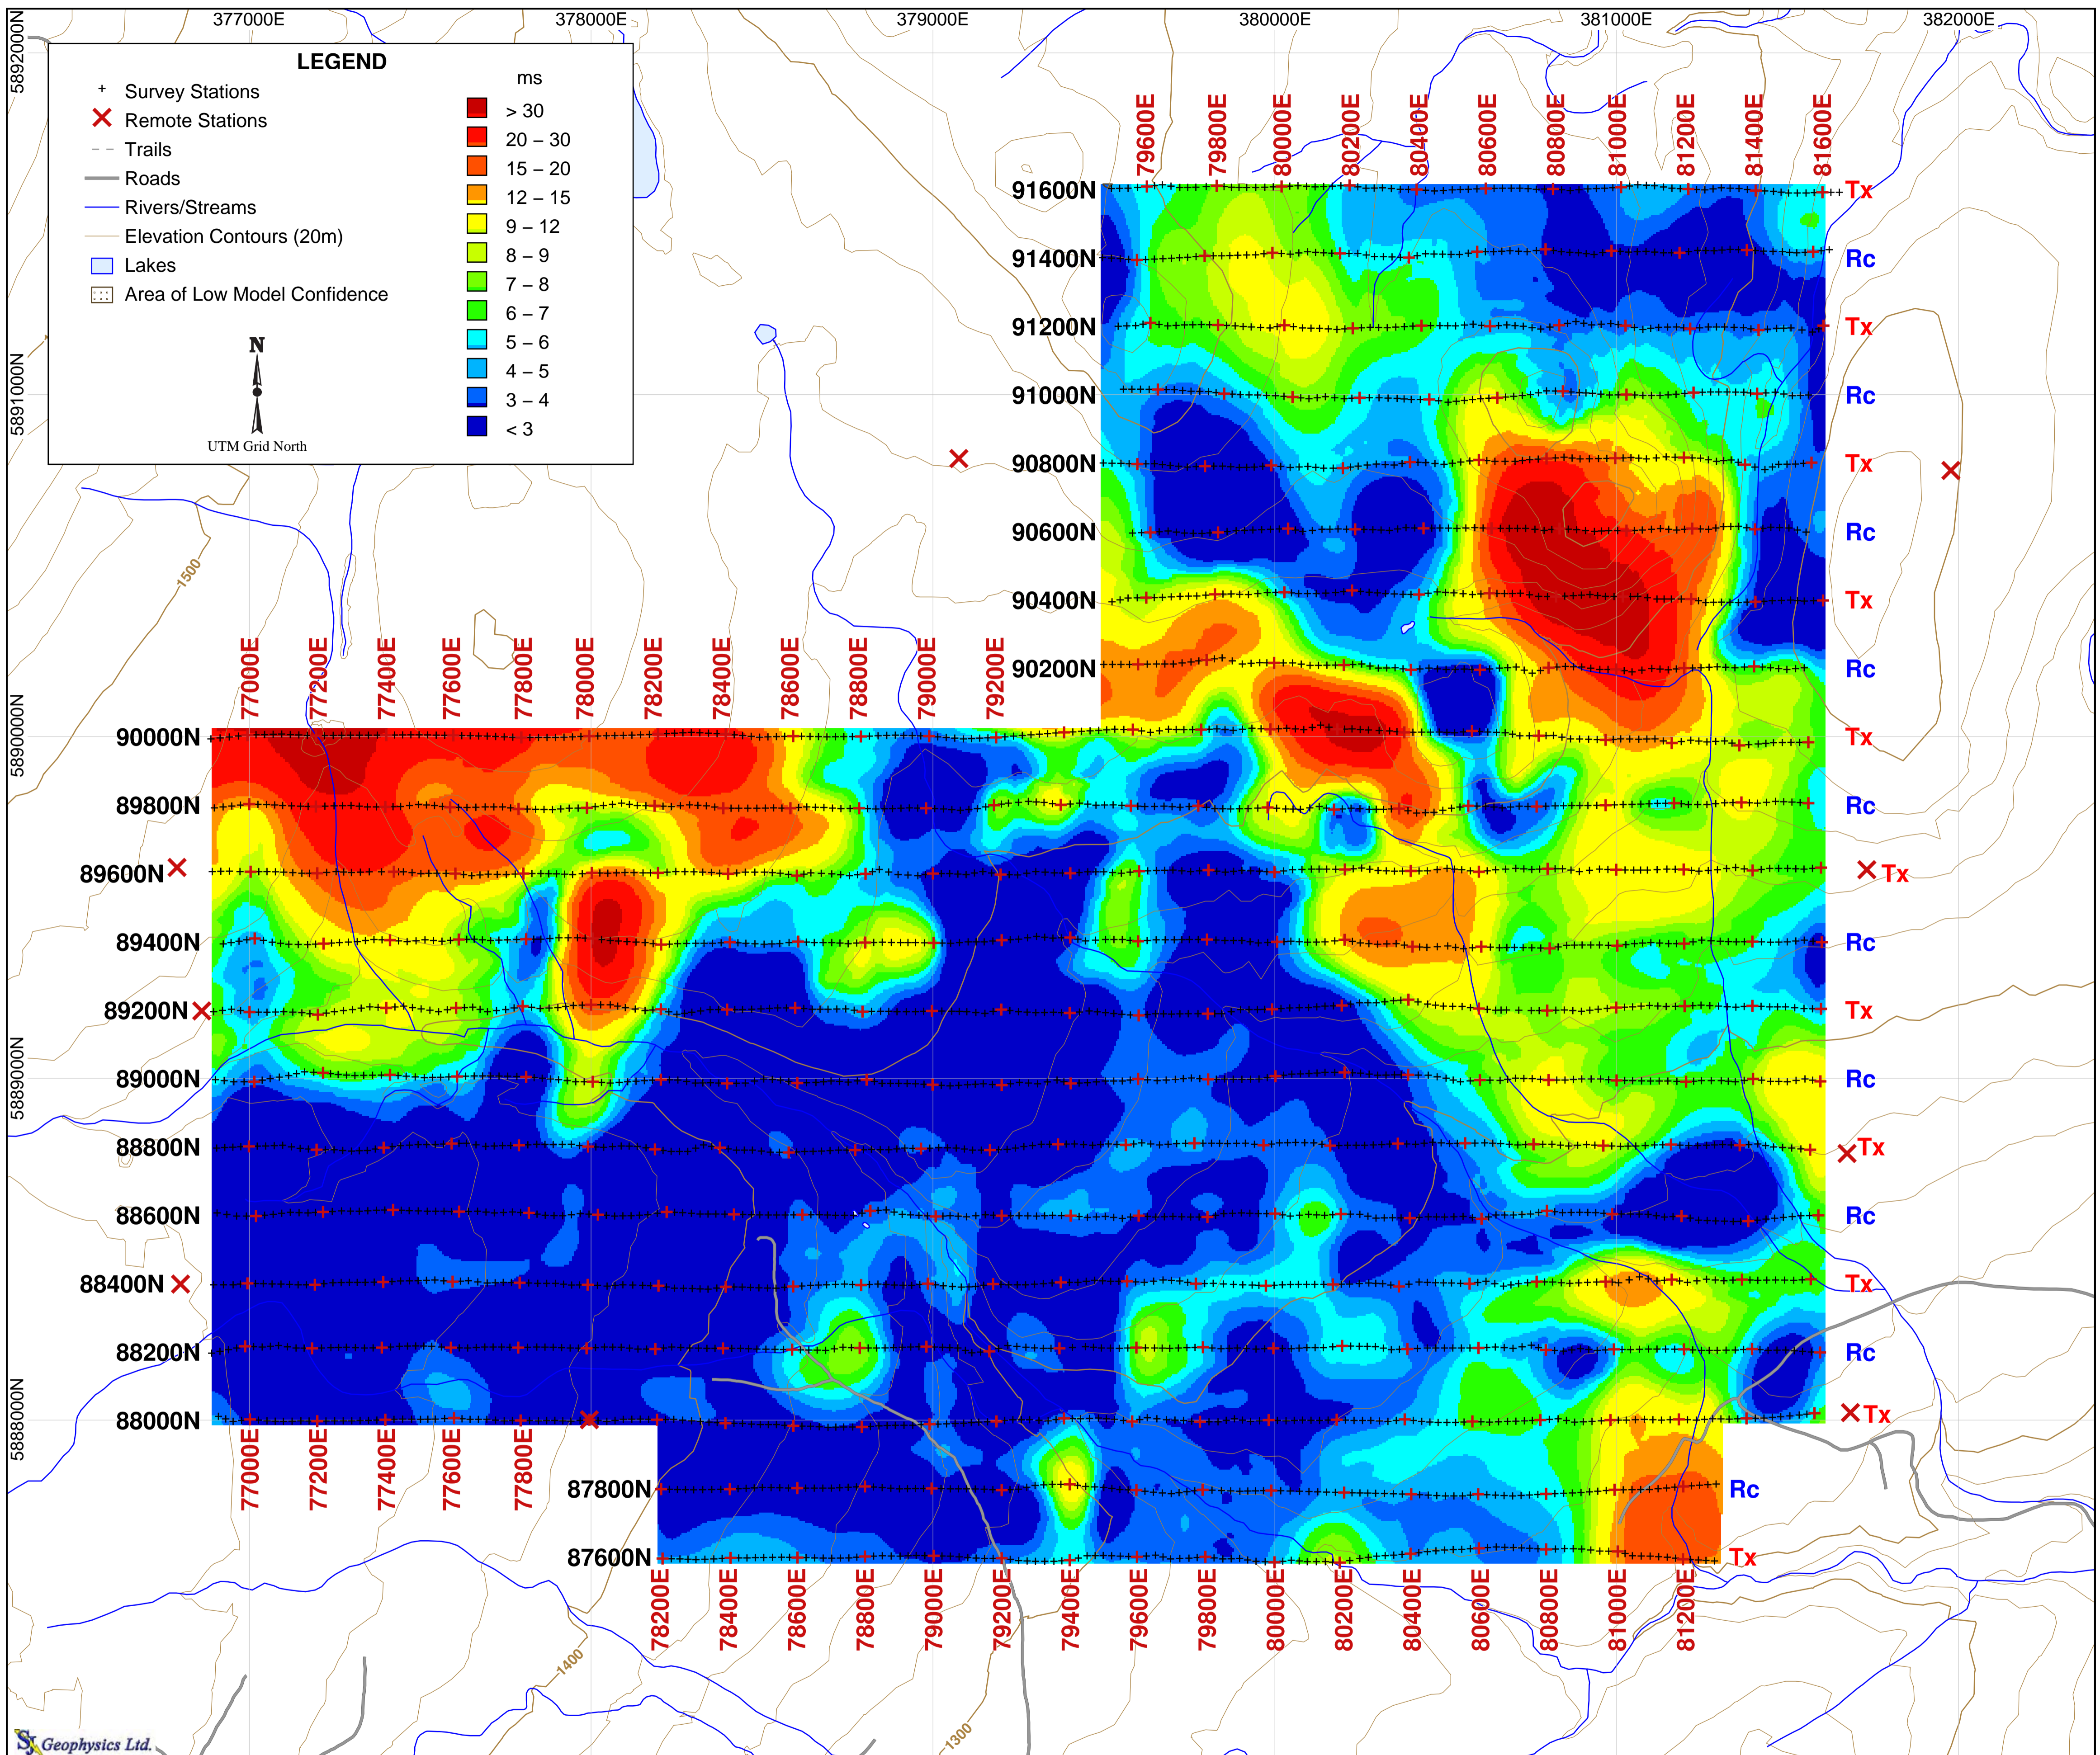 377000E 378000E 379000E 380000E 381000E 382000E
5892000N
5891000N
5890000N
5889000N
5888000N
LEGEND
Survey Stations
Remote Stations
Trails
Roads
Rivers/Streams
Elevation Contours (20m)
Lakes
Area of Low Model Confidence
N
UTM Grid North
ms
> 30
20 – 30
15 – 20
12 – 15
9 – 12
8 – 9
7 – 8
6 – 7
5 – 6
4 – 5
3 – 4
< 3
79600E 79800E 80000E 80200E 80400E 80600E 80800E 81000E 81200E 81400E 81600E
91600N Tx
91400N Rc
91200N Tx
91000N Rc
90800N Tx
90600N Rc
1500
90400N Tx
90200N Rc
77000E 77200E 77400E 77600E 77800E 78000E 78200E 78400E 78600E 78800E 79000E 79200E
90000N Tx
89800N Rc
89600N Tx
89400N Rc
89200N Tx
89000N Rc
88800N Tx
88600N Rc
88400N Tx
88200N Rc
88000N Tx
77000E 77200E 77400E 77600E 77800E
87800N Rc
87600N Tx
78200E 78400E 78600E 78800E 79000E 79200E 79400E 79600E 79800E 80000E 80200E 80400E 80600E 80800E 81000E 81200E
1400
1300
SJ Geophysics Ltd.